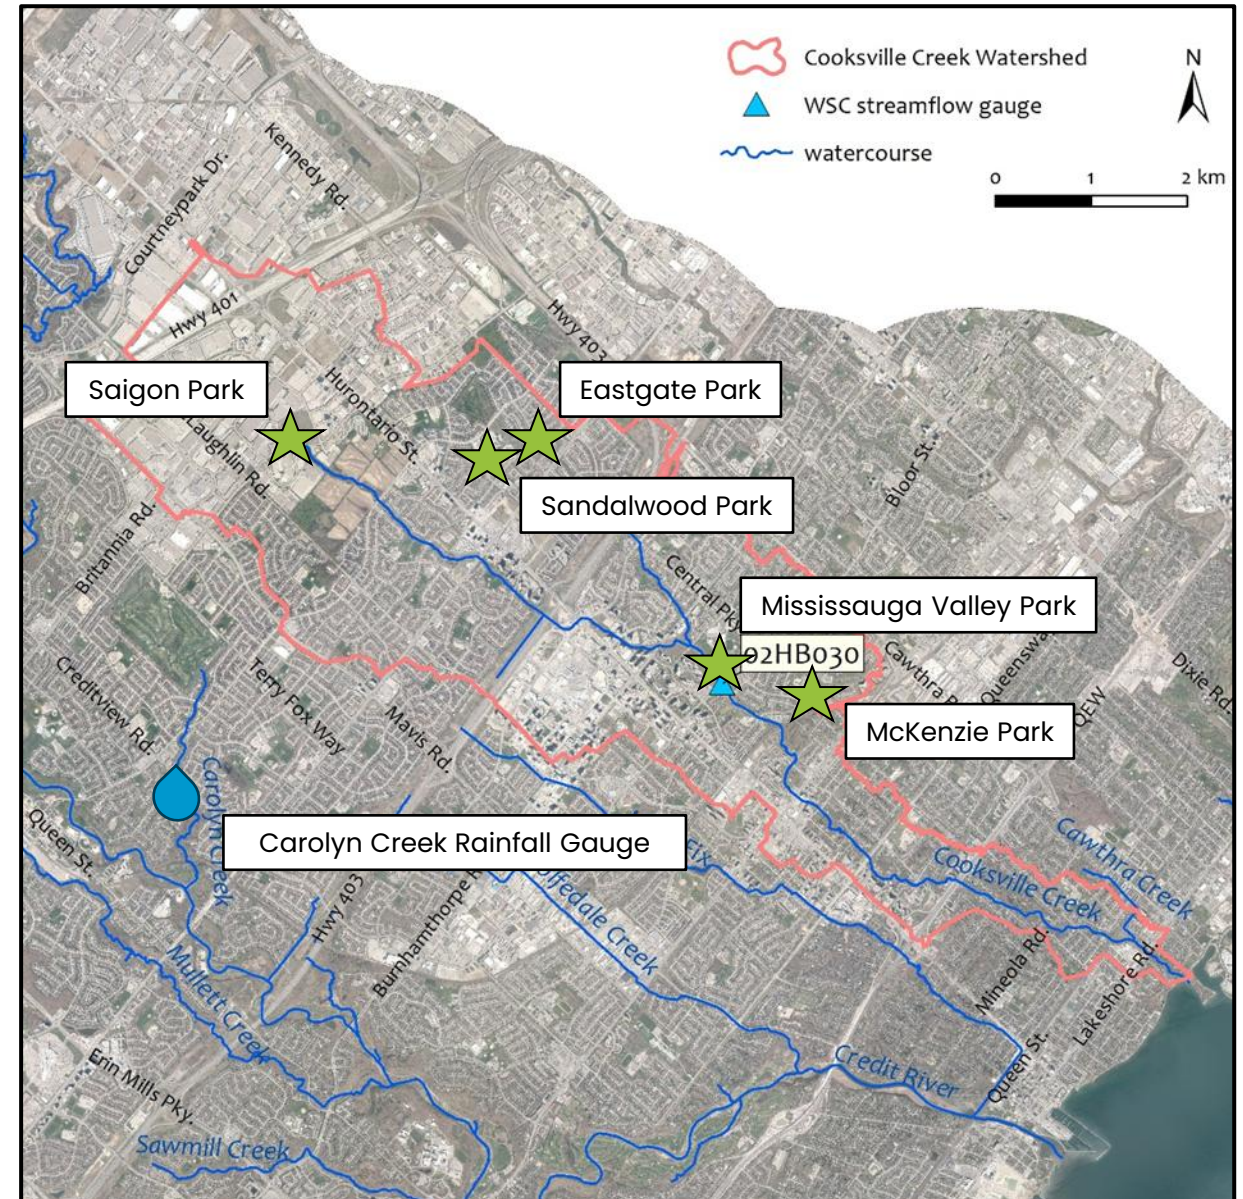 Cooksville Creek Watershed
WSC streamflow gauge
watercourse
N
0 1 2 km
Kennedy Rd.
Courtneypark Dr.
Hwy 401
Hwy 403
Saigon Park
Eastgate Park
Hurontario St.
Laughlin Rd.
Bloor St.
Sandalwood Park
Britannia Rd.
Central Pky
Mississauga Valley Park
02HB030
Cawthra
Queensway
Dixie Rd.
QEW
Creditview Rd.
Terry Fox Way
Mavis Rd.
McKenzie Park
Carolyn Creek
Queen St.
Carolyn Creek Rainfall Gauge
Cawthra Creek
Cooksville Creek
Hwy 403
Burnhamthorpe
olfedale Creek
Mullett Creek
Mineola Rd.
Lakeshore Rd.
Erin Mills Pky.
Credit River
Queen St.
Sawmill Creek